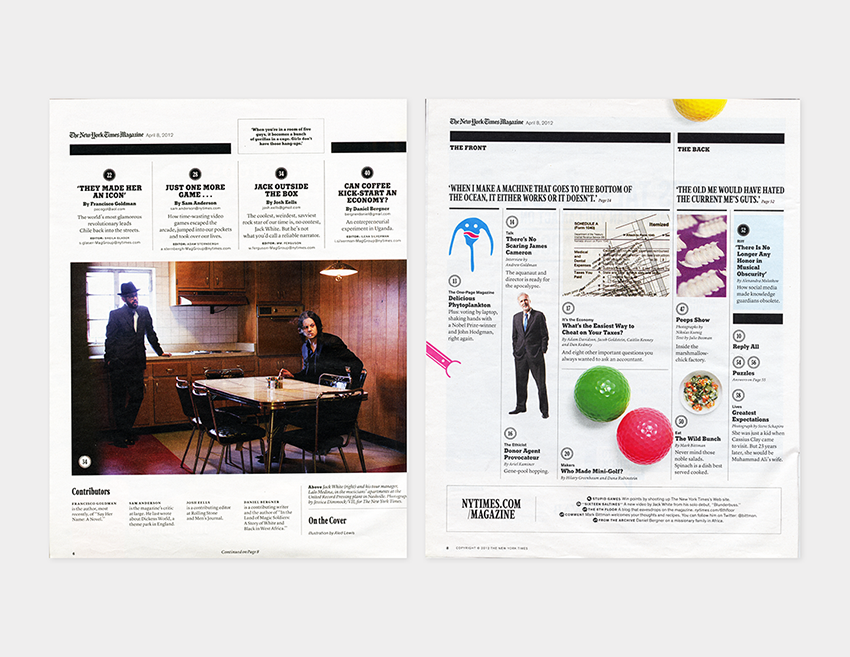 The New York Times Magazine April 8, 2012
'When you're in a room of five
guys, it becomes a bunch
of gorillas in a cage. Girls don't
have those hang-ups.'
22
'THEY MADE HER
AN ICON'
By Francisco Goldman
The world's most glamorous
revolutionary leads
Chile back into the streets.
28
JUST ONE MORE
GAME . . .
By Sam Anderson
How time-wasting video
games escaped the
arcade, jumped into our pockets
and took over our lives.
34
JACK OUTSIDE
THE BOX
By Josh Eells
The coolest, weirdest, savviest
rock star of our time is, no contest,
Jack White. But he's not
what you'd call a reliable narrator.
40
CAN COFFEE
KICK-START AN
ECONOMY?
By Daniel Bergner
An entrepreneurial
experiment in Uganda.
34
Contributors
FRANCISCO GOLDMAN
is the author, most
recently, of "Say Her
Name: A Novel."
SAM ANDERSON
is the magazine's critic
at large. He last wrote
about Dickens World, a
theme park in England.
JOSH EELLS
is a contributing editor
at Rolling Stone
and Men's Journal.
DANIEL BERGNER
is a contributing writer
and the author of "In the
Land of Magic Soldiers:
A Story of White and
Black in West Africa."
Above Jack White (right) and his tour manager,
Lalo Medina, in the musicians' apartments at the
United Record Pressing plant in Nashville.
by Jessica Dimmock/VII, for The New York Times.
On the Cover
Illustration by
6
Continued on Page 8
The New York Times Magazine April 8, 2012
THE FRONT
THE BACK
'WHEN I MAKE A MACHINE THAT GOES TO THE BOTTOM OF
THE OCEAN, IT EITHER WORKS OR IT DOESN'T.' Page 14
'THE OLD ME WOULD HAVE HATED
THE CURRENT ME'S GUTS.' Page 52
13
The One-Page Magazine
Delicious
Phytoplankton
Plus: voting by laptop,
shaking hands with
a Nobel Prize-winner
and John Hodgman,
right again.
14
Talk
There's No
Scaring James
Cameron
Interview by
Andrew Goldman
The aquanaut and
director is ready for
the apocalypse.
16
The Ethicist
Donor Agent
Provocateur
By Ariel Kaminer
Gene-pool hopping.
SCHEDULE A
(Form 1040)
Itemized
Medical
and
Dental
Expenses
Taxes You
Paid
17
It's the Economy
What's the Easiest Way to
Cheat on Your Taxes?
By Adam Davidson, Jacob Goldstein, Caitlin Kenney
and Dan Kedmey
And eight other important questions you
always wanted to ask an accountant.
20
Makers
Who Made Mini-Golf?
By Hilary Greenbaum and Dana Rubinstein
47
Peeps Show
Photographs by
Nikolas Koenig
Text by Julie Bosman
Inside the
marshmallow-
chick factory.
50
Eat
The Wild Bunch
By Mark Bittman
Never mind those
noble salads.
Spinach is a dish best
served cooked.
52
Riff
'There Is No
Longer Any
Honor in
Musical
Obscurity'
By Alexandra Molotkow
How social media
made knowledge
guardians obsolete.
10
Reply All
54 56
Puzzles
Answers on Page 55
58
Lives
Greatest
Expectations
She was just a kid when
Cassius Clay came
to visit. But 25 years
later, she would be
Muhammad Ali's wife.
NYTIMES.COM
/MAGAZINE
STUPID GAMES: Win points by shooting up The New York Times's Web site.
"SIXTEEN SALTINES" A new video by Jack White from his solo debut, "Blunderbuss."
THE 6TH FLOOR A blog that eavesdrops on the magazine. nytimes.com/6thfloor
COMMENT Mark Bittman welcomes your thoughts and recipes. You can follow him on Twitter: @bittman.
FROM THE ARCHIVE Daniel Bergner on a missionary family in Africa.
8
COPYRIGHT © 2012 THE NEW YORK TIMES